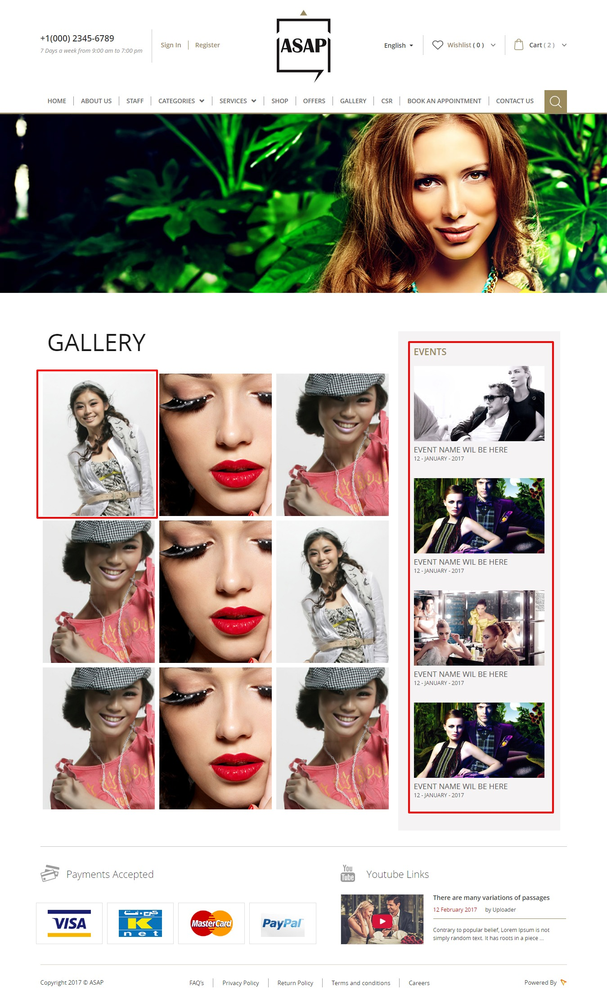 +1(000) 2345-6789
7 Days a week from 9:00 am to 7:00 pm
Sign In
Register
ASAP
English
Wishlist ( 0 )
Cart ( 2 )
HOME
ABOUT US
STAFF
CATEGORIES
SERVICES
SHOP
OFFERS
GALLERY
CSR
BOOK AN APPOINTMENT
CONTACT US
GALLERY
EVENTS
EVENT NAME WIL BE HERE
12 - JANUARY - 2017
EVENT NAME WIL BE HERE
12 - JANUARY - 2017
EVENT NAME WIL BE HERE
12 - JANUARY - 2017
EVENT NAME WIL BE HERE
12 - JANUARY - 2017
Payments Accepted
VISA
كي-نت
K
net
MasterCard
PayPal
You
Tube
Youtube Links
There are many variations of passages
12 February 2017
by Uploader
Contrary to popular belief, Lorem Ipsum is not
simply random text. It has roots in a piece ...
Copyright 2017 © ASAP
FAQ's
Privacy Policy
Return Policy
Terms and conditions
Careers
Powered By